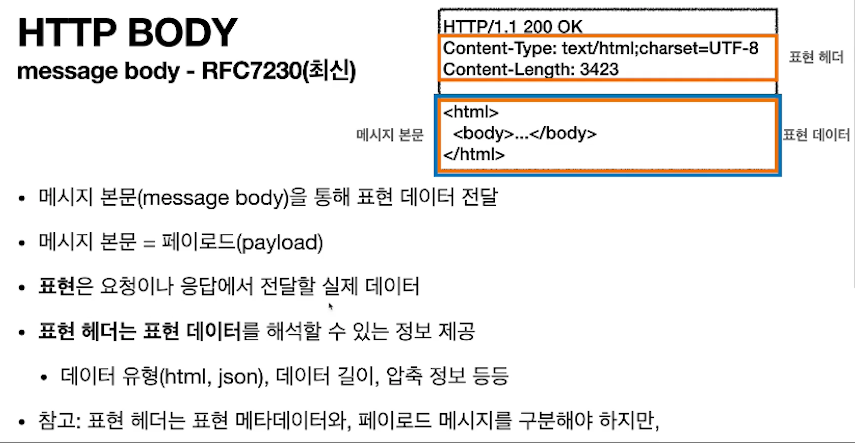 HTTP BODY
message body - RFC7230(최신)
HTTP/1.1 200 OK
Content-Type: text/html;charset=UTF-8
Content-Length: 3423
표현 헤더
<html>
<body>...</body>
</html>
메시지 본문
표현 데이터
• 메시지 본문(message body)을 통해 표현 데이터 전달
• 메시지 본문 = 페이로드(payload)
• 표현은 요청이나 응답에서 전달할 실제 데이터
• 표현 헤더는 표현 데이터를 해석할 수 있는 정보 제공
• 데이터 유형(html, json), 데이터 길이, 압축 정보 등등
• 참고: 표현 헤더는 표현 메타데이터와, 페이로드 메시지를 구분해야 하지만,